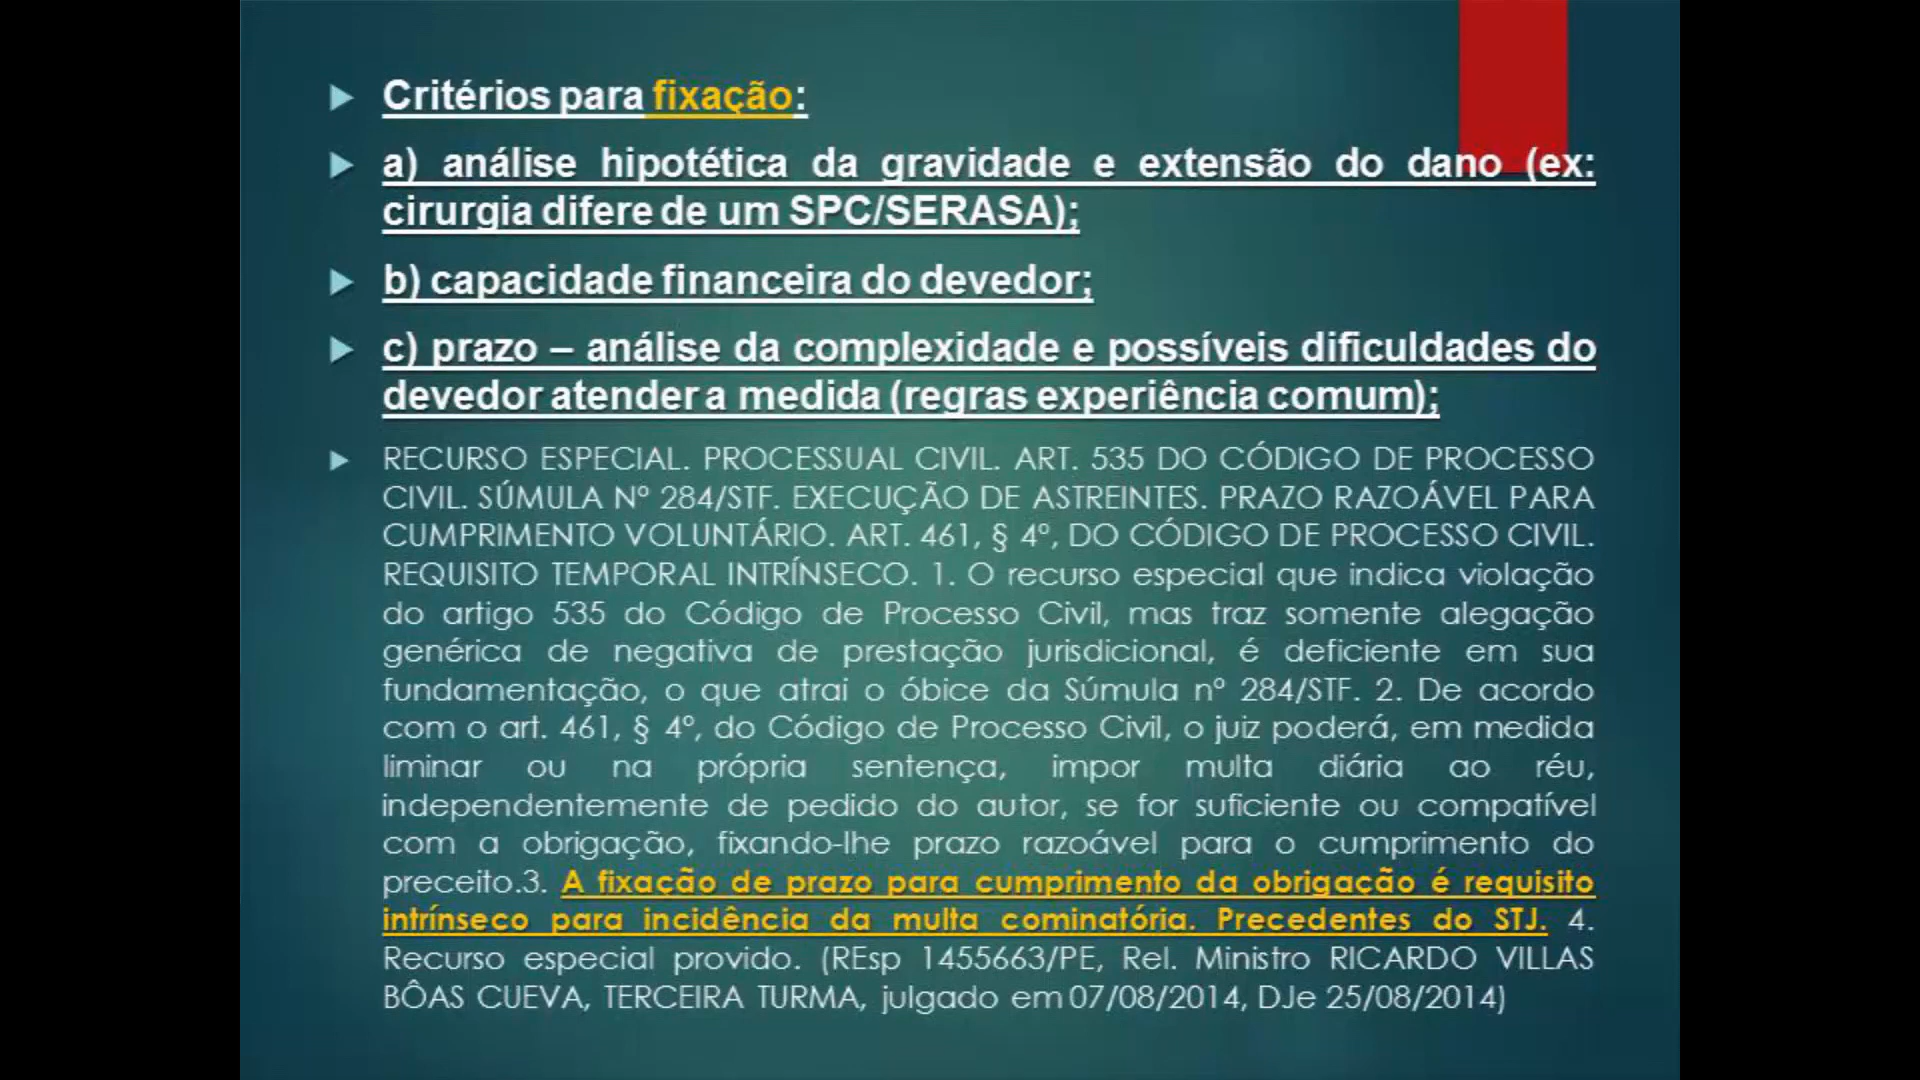 Critérios para fixação:
a) análise hipotética da gravidade e extensão do dano (ex:
cirurgia difere de um SPC/SERASA);
b) capacidade financeira do devedor;
c) prazo – análise da complexidade e possíveis dificuldades do
devedor atender a medida (regras experiência comum);
RECURSO ESPECIAL. PROCESSUAL CIVIL. ART. 535 DO CÓDIGO DE PROCESSO
CIVIL. SÚMULA Nº 284/STF. EXECUÇÃO DE ASTREINTES. PRAZO RAZOÁVEL PARA
CUMPRIMENTO VOLUNTÁRIO. ART. 461, § 4º, DO CÓDIGO DE PROCESSO CIVIL.
REQUISITO TEMPORAL INTRÍNSECO. 1. O recurso especial que indica violação
do artigo 535 do Código de Processo Civil, mas traz somente alegação
genérica de negativa de prestação jurisdicional, é deficiente em sua
fundamentação, o que atrai o óbice da Súmula nº 284/STF. 2. De acordo
com o art. 461, § 4º, do Código de Processo Civil, o juiz poderá, em medida
liminar ou na própria sentença, impor multa diária ao réu,
independentemente de pedido do autor, se for suficiente ou compatível
com a obrigação, fixando-lhe prazo razoável para o cumprimento do
preceito.3. A fixação de prazo para cumprimento da obrigação é requisito
intrínseco para incidência da multa cominatória. Precedentes do STJ. 4.
Recurso especial provido. (REsp 1455663/PE, Rel. Ministro RICARDO VILLAS
BÔAS CUEVA, TERCEIRA TURMA, julgado em 07/08/2014, DJe 25/08/2014)